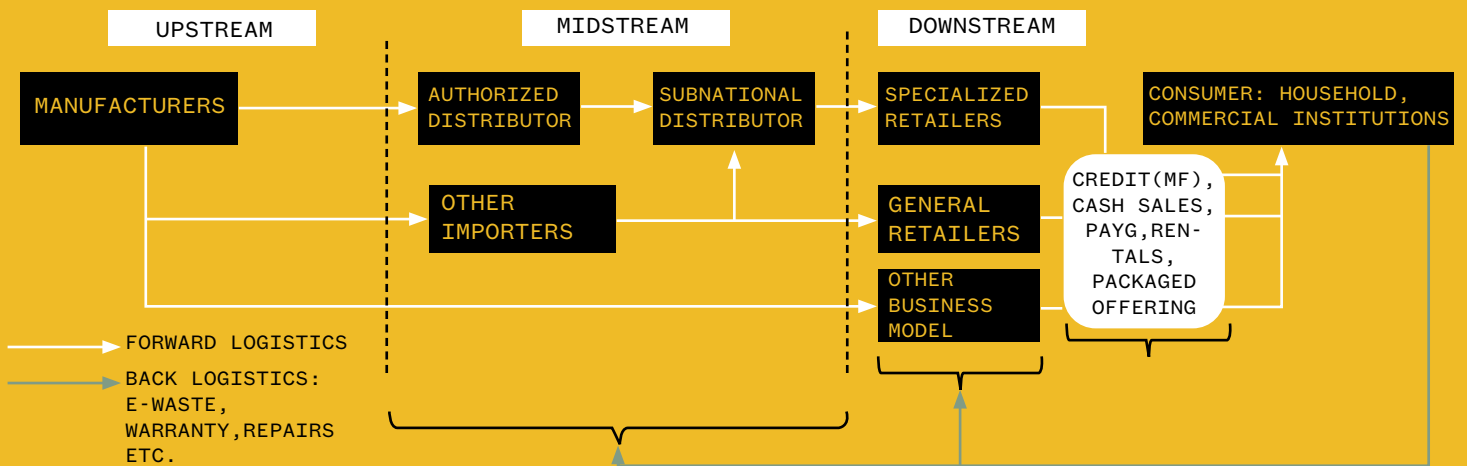 UPSTREAM
MIDSTREAM
DOWNSTREAM
MANUFACTURERS
AUTHORIZED
DISTRIBUTOR
SUBNATIONAL
DISTRIBUTOR
SPECIALIZED
RETAILERS
CONSUMER: HOUSEHOLD,
COMMERCIAL INSTITUTIONS
OTHER
IMPORTERS
GENERAL
RETAILERS
CREDIT(MF),
CASH SALES,
PAYG,REN-
TALS,
PACKAGED
OFFERING
OTHER
BUSINESS
MODEL
FORWARD LOGISTICS
BACK LOGISTICS:
E-WASTE,
WARRANTY,REPAIRS
ETC.